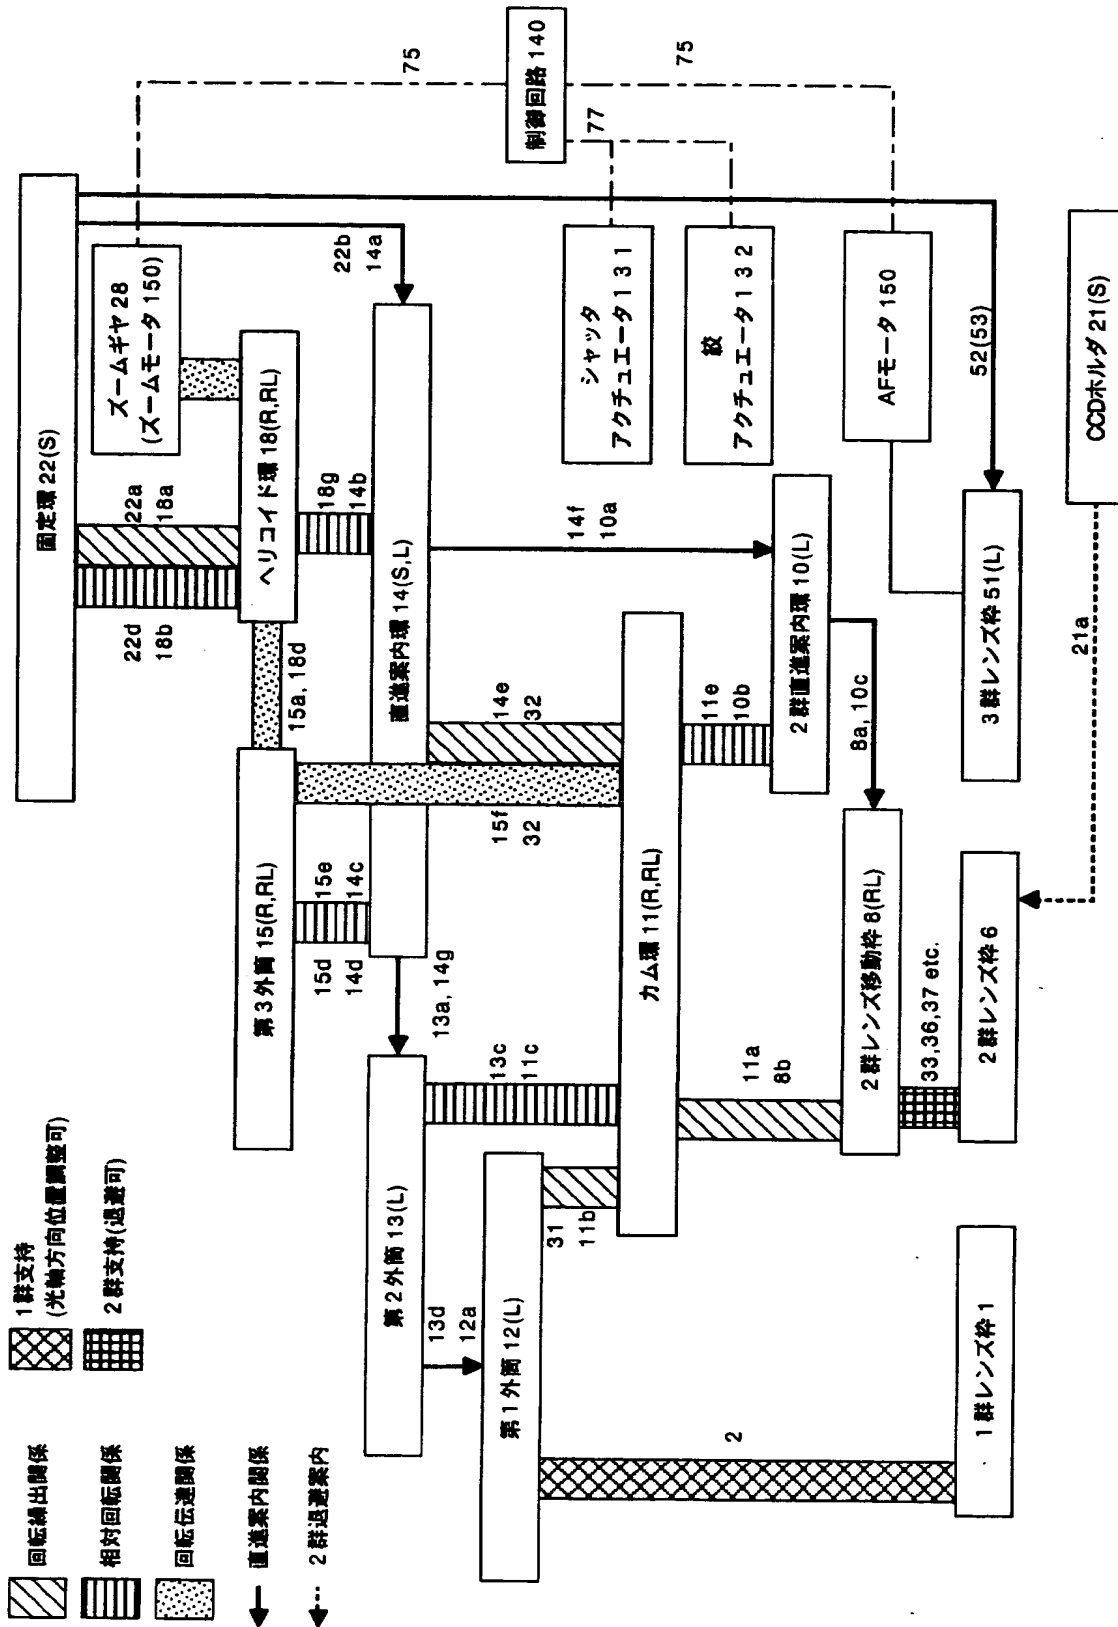 回転繰出関係
相対回転関係
回転伝達関係
直進案内関係
2群退避案内
1群支持
(光軸方向位置調整可)
2群支持(退避可)
固定環 22(S)
22a
18a
22d
18b
ズームギヤ 28
(ズームモータ 150)
75
制御回路 140
75
77
ヘリコイド環 18(R,RL)
22b
14a
18g
14b
15a, 18d
第3外筒 15(R,RL)
15e
14c
15d
14d
直進案内環 14(S,L)
14f
10a
14e
32
15f
32
シャッタ
アクチュエータ131
絞
アクチュエータ132
AFモータ 150
52(53)
13a, 14g
第2外筒 13(L)
13c
11c
13d
12a
第1外筒 12(L)
31
11b
カム環 11(R,RL)
11e
10b
2群直進案内環 10(L)
8a, 10c
11a
8b
2群レンズ移動枠 8(RL)
33,36,37 etc.
2
1群レンズ枠 1
2群レンズ枠 6
3群レンズ枠 51(L)
21a
CCDホルダ 21(S)